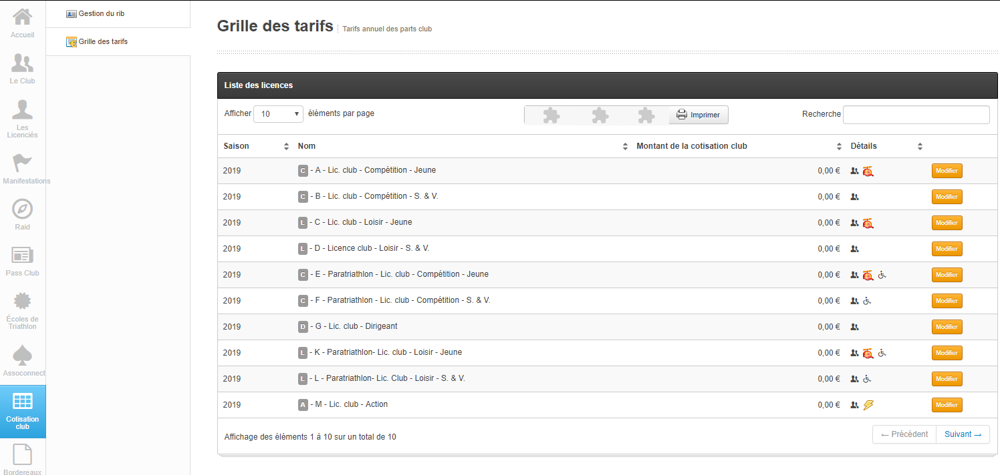 Accueil
Le Club
Les
Licenciés
Manifestations
Raid
Pass Club
Écoles de
Triathlon
Assoconnect
Cotisation
club
Bordereaux
Gestion du rib
Grille des tarifs
Grille des tarifs Tarifs annuel des parts club
Liste des licences
Afficher 10 éléments par page Imprimer Recherche
Saison Nom Montant de la cotisation club Détails
2019 C - A - Lic. club - Compétition - Jeune 0,00 € Modifier
2019 C - B - Lic. club - Compétition - S. & V. 0,00 € Modifier
2019 L - C - Lic. club - Loisir - Jeune 0,00 € Modifier
2019 L - D - Licence club - Loisir - S. & V. 0,00 € Modifier
2019 C - E - Paratriathlon - Lic. club - Compétition - Jeune 0,00 € Modifier
2019 C - F - Paratriathlon - Lic. club - Compétition - S. & V. 0,00 € Modifier
2019 D - G - Lic. club - Dirigeant 0,00 € Modifier
2019 L - K - Paratriathlon- Lic. club - Loisir - Jeune 0,00 € Modifier
2019 L - L - Paratriathlon- Lic. Club - Loisir - S. & V. 0,00 € Modifier
2019 A - M - Lic. club - Action 0,00 € Modifier
Affichage des éléments 1 à 10 sur un total de 10 ← Précédent Suivant →